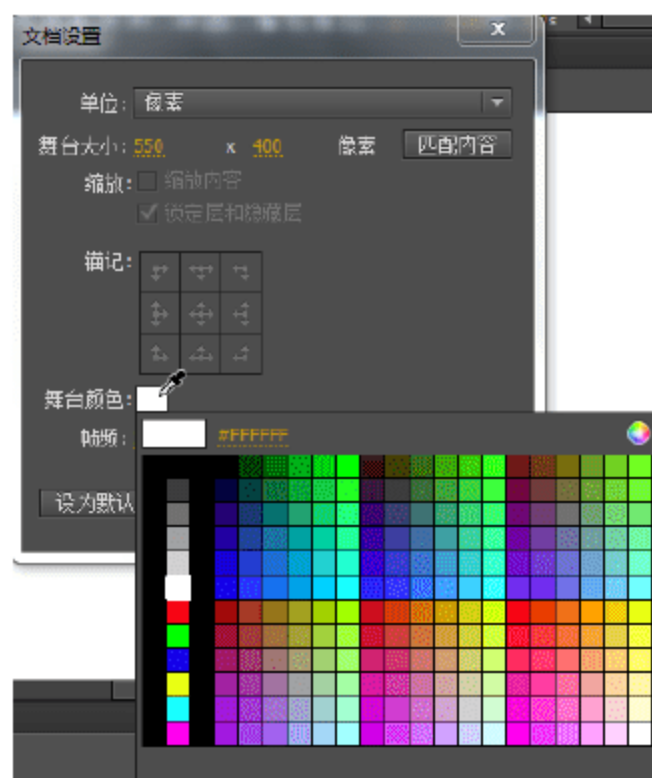 文档设置
单位: 像素
舞台大小: 550 x 400 像素 匹配内容
缩放: 缩放内容
锁定层和隐藏层
锚记:
舞台颜色:
帧频: #FFFFFF
设为默认